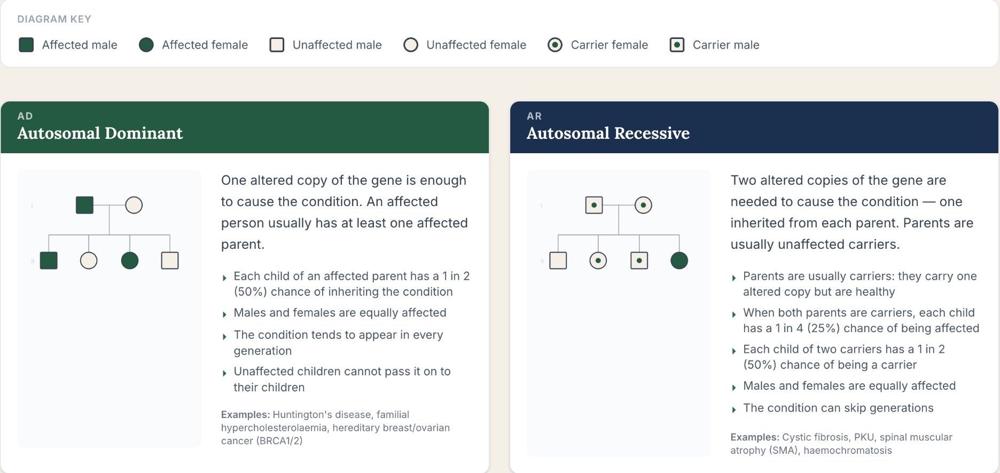 DIAGRAM KEY
Affected male
Affected female
Unaffected male
Unaffected female
Carrier female
Carrier male
AD
Autosomal Dominant
I
II
One altered copy of the gene is enough
to cause the condition. An affected
person usually has at least one affected
parent.
Each child of an affected parent has a 1 in 2
(50%) chance of inheriting the condition
Males and females are equally affected
The condition tends to appear in every
generation
Unaffected children cannot pass it on to
their children
Examples: Huntington's disease, familial
hypercholesterolaemia, hereditary breast/ovarian
cancer (BRCA1/2)
AR
Autosomal Recessive
I
II
Two altered copies of the gene are
needed to cause the condition — one
inherited from each parent. Parents are
usually unaffected carriers.
Parents are usually carriers: they carry one
altered copy but are healthy
When both parents are carriers, each child
has a 1 in 4 (25%) chance of being affected
Each child of two carriers has a 1 in 2
(50%) chance of being a carrier
Males and females are equally affected
The condition can skip generations
Examples: Cystic fibrosis, PKU, spinal muscular
atrophy (SMA), haemochromatosis